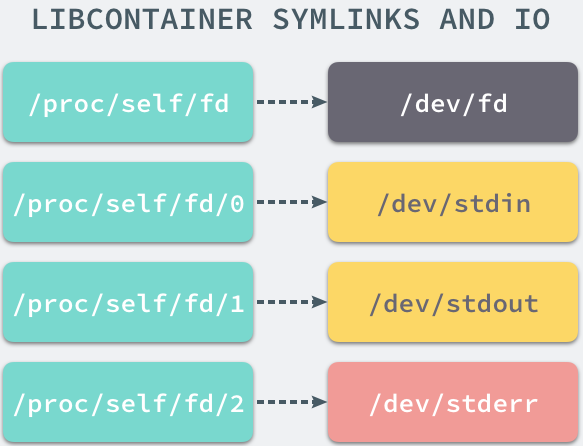 LIBCONTAINER SYMLINKS AND IO
/proc/self/fd /dev/fd
/proc/self/fd/0 /dev/stdin
/proc/self/fd/1 /dev/stdout
/proc/self/fd/2 /dev/stderr